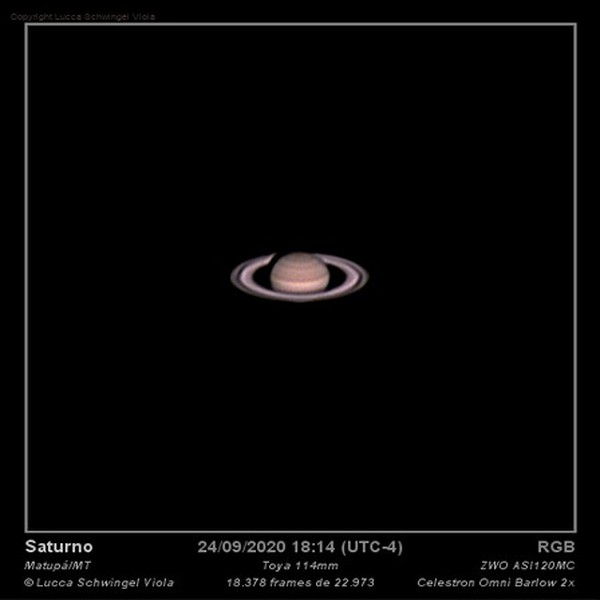 Copyright Lucca Schwingel Viola
Saturno 24/09/2020 18:14 (UTC-4) RGB
Matupá/MT Toya 114mm ZWO ASI120MC
© Lucca Schwingel Viola 18.378 frames de 22.973 Celestron Omni Barlow 2x